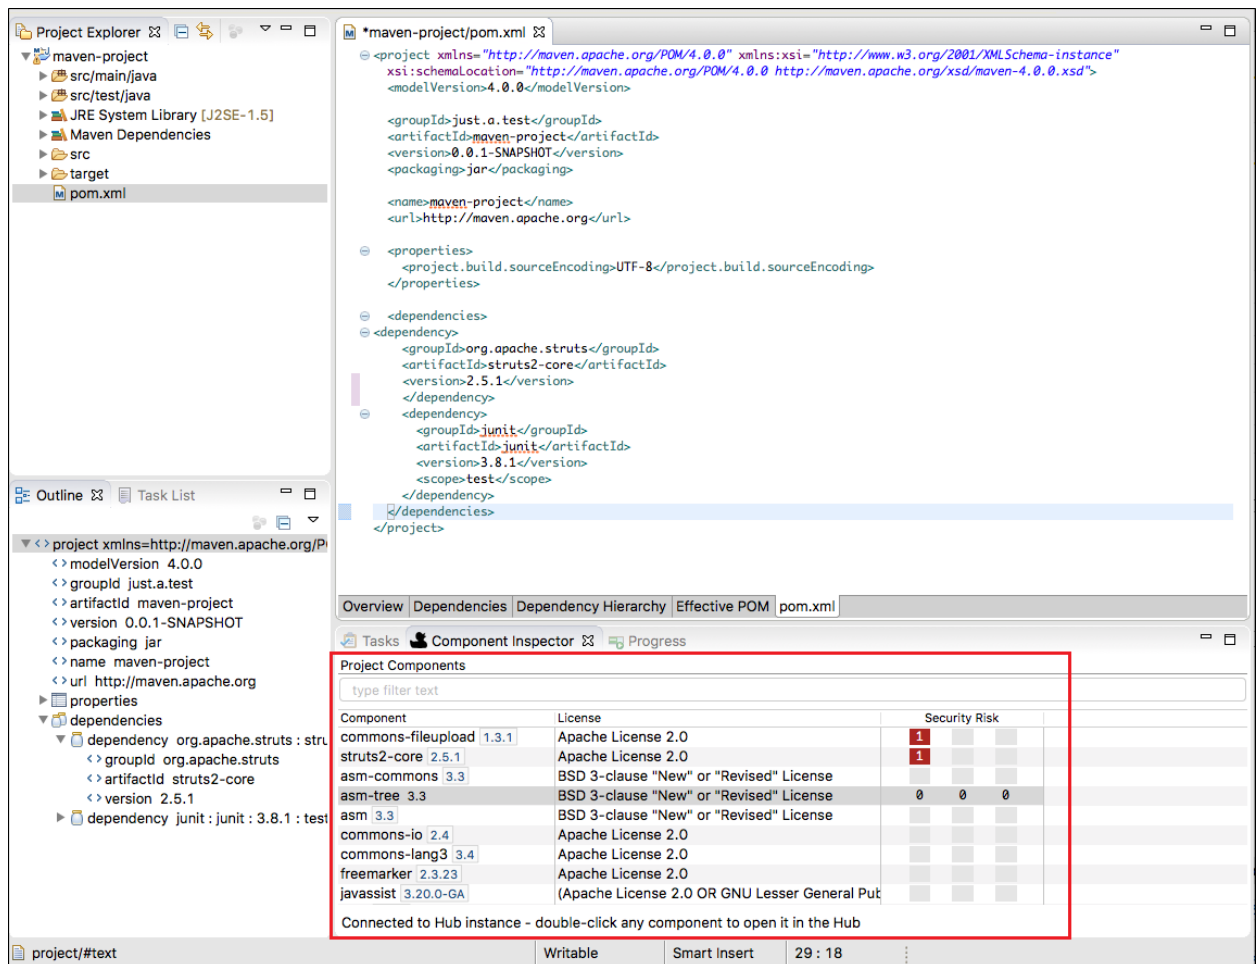 Project Explorer
maven-project
src/main/java
src/test/java
JRE System Library [J2SE-1.5]
Maven Dependencies
src
target
pom.xml
*maven-project/pom.xml
<project xmlns="http://maven.apache.org/POM/4.0.0" xmlns:xsi="http://www.w3.org/2001/XMLSchema-instance"
xsi:schemaLocation="http://maven.apache.org/POM/4.0.0 http://maven.apache.org/xsd/maven-4.0.0.xsd">
<modelVersion>4.0.0</modelVersion>
<groupId>just.a.test</groupId>
<artifactId>maven-project</artifactId>
<version>0.0.1-SNAPSHOT</version>
<packaging>jar</packaging>
<name>maven-project</name>
<url>http://maven.apache.org</url>
<properties>
<project.build.sourceEncoding>UTF-8</project.build.sourceEncoding>
</properties>
<dependencies>
<dependency>
<groupId>org.apache.struts</groupId>
<artifactId>struts2-core</artifactId>
<version>2.5.1</version>
</dependency>
<dependency>
<groupId>junit</groupId>
<artifactId>junit</artifactId>
<version>3.8.1</version>
<scope>test</scope>
</dependency>
</dependencies>
</project>
Overview Dependencies Dependency Hierarchy Effective POM pom.xml
Outline Task List
project xmlns=http://maven.apache.org/P
modelVersion 4.0.0
groupId just.a.test
artifactId maven-project
version 0.0.1-SNAPSHOT
packaging jar
name maven-project
url http://maven.apache.org
properties
dependencies
dependency org.apache.struts : stru
groupId org.apache.struts
artifactId struts2-core
version 2.5.1
dependency junit : junit : 3.8.1 : test
Tasks Component Inspector Progress
Project Components
type filter text
Component License Security Risk
commons-fileupload 1.3.1 Apache License 2.0 1
struts2-core 2.5.1 Apache License 2.0 1
asm-commons 3.3 BSD 3-clause "New" or "Revised" License
asm-tree 3.3 BSD 3-clause "New" or "Revised" License 0 0 0
asm 3.3 BSD 3-clause "New" or "Revised" License
commons-io 2.4 Apache License 2.0
commons-lang3 3.4 Apache License 2.0
freemarker 2.3.23 Apache License 2.0
javassist 3.20.0-GA (Apache License 2.0 OR GNU Lesser General Pub
Connected to Hub instance - double-click any component to open it in the Hub
project/#text Writable Smart Insert 29 : 18